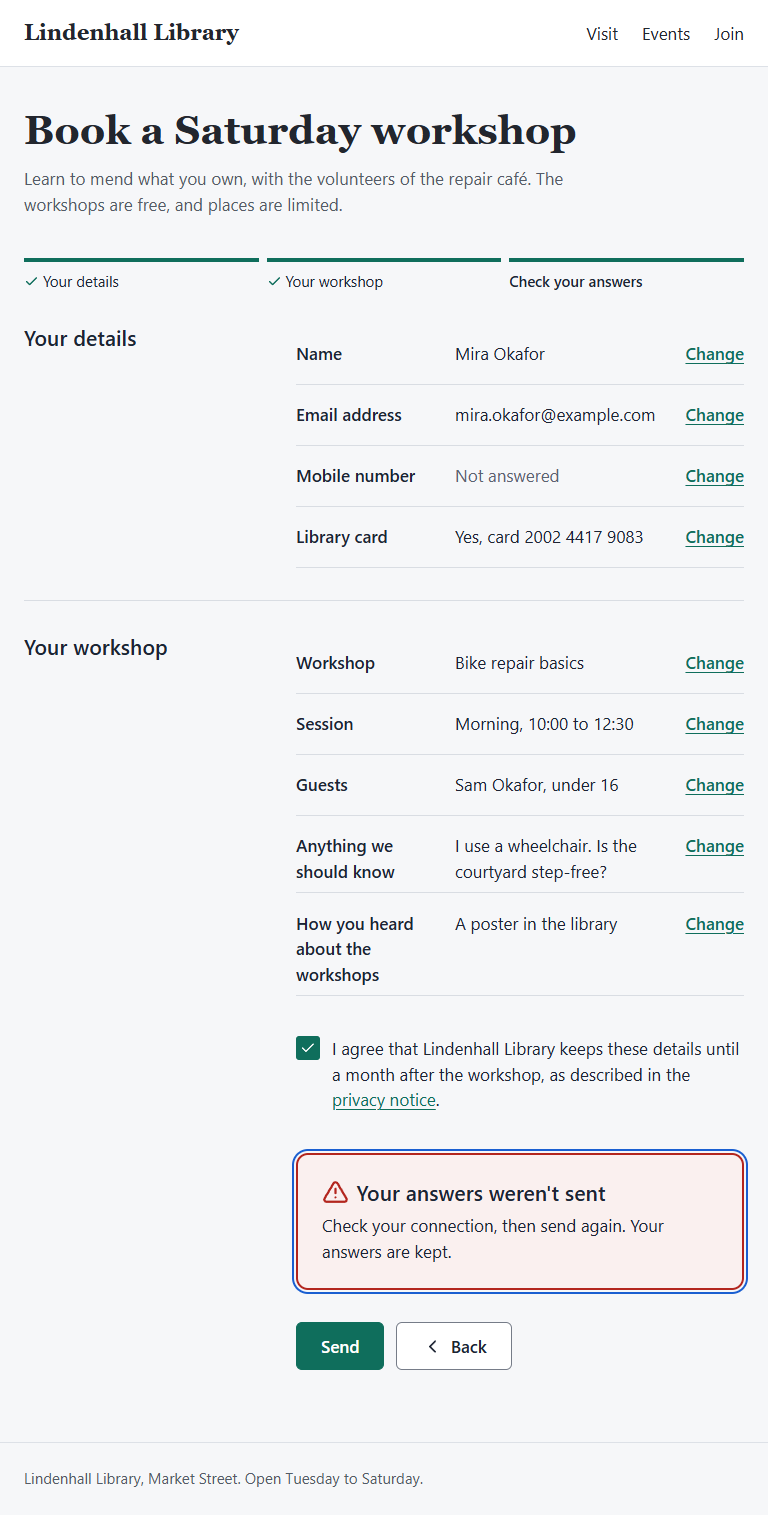 Lindenhall Library
Visit
Events
Join
Book a Saturday workshop
Learn to mend what you own, with the volunteers of the repair café. The
workshops are free, and places are limited.
Your details
Your workshop
Check your answers
Your details
Name
Mira Okafor
Change
Email address
mira.okafor@example.com
Change
Mobile number
Not answered
Change
Library card
Yes, card 2002 4417 9083
Change
Your workshop
Workshop
Bike repair basics
Change
Session
Morning, 10:00 to 12:30
Change
Guests
Sam Okafor, under 16
Change
Anything we
should know
I use a wheelchair. Is the
courtyard step-free?
Change
How you heard
about the
workshops
A poster in the library
Change
I agree that Lindenhall Library keeps these details until
a month after the workshop, as described in the
privacy notice.
Your answers weren't sent
Check your connection, then send again. Your
answers are kept.
Send
Back
Lindenhall Library, Market Street. Open Tuesday to Saturday.